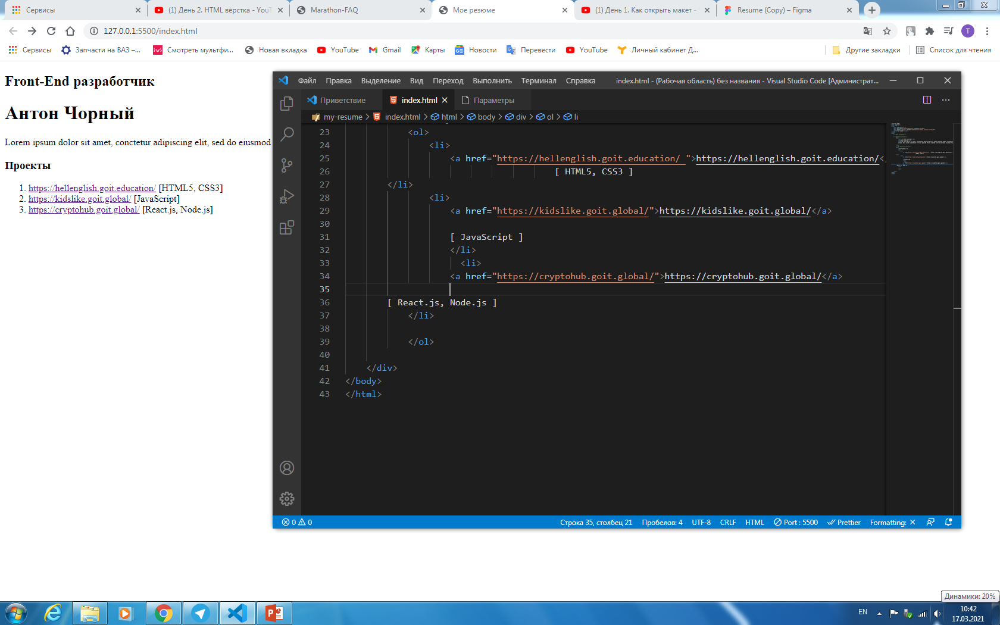 Сервисы
(1) День 2. HTML вёрстка - YouT
Marathon-FAQ
Мое резюме
(1) День 1. Как открыть макет -
Resume (Copy) – Figma
127.0.0.1:5500/index.html
T
Сервисы
Запчасти на ВАЗ –...
Смотреть мультфи...
Новая вкладка
YouTube
Gmail
Карты
Новости
Перевести
YouTube
Личный кабинет Д...
Другие закладки
Список для чтения
Front-End разработчик
Антон Чорный
Lorem ipsum dolor sit amet, conctetur adipiscing elit, sed do eiusmod
Проекты
1. https://hellenglish.goit.education/ [HTML5, CSS3]
2. https://kidslike.goit.global/ [JavaScript]
3. https://cryptohub.goit.global/ [React.js, Node.js]
Файл Правка Выделение Вид Переход Выполнить Терминал Справка
index.html - (Рабочая область) без названия - Visual Studio Code [Администрат...
Приветствие
index.html
Параметры
my-resume > index.html > html > body > div > ol > li
23 <ol>
24 <li>
25 <a href="https://hellenglish.goit.education/ ">https://hellenglish.goit.education/</
26 [ HTML5, CSS3 ]
27 </li>
28 <li>
29 <a href="https://kidslike.goit.global/">https://kidslike.goit.global/</a>
30
31 [ JavaScript ]
32 </li>
33 <li>
34 <a href="https://cryptohub.goit.global/">https://cryptohub.goit.global/</a>
35
36 [ React.js, Node.js ]
37 </li>
38
39 </ol>
40
41 </div>
42 </body>
43 </html>
0 0
Строка 35, столбец 21
Пробелов: 4
UTF-8
CRLF
HTML
Port : 5500
Prettier
Formatting:
Динамики: 20%
EN
10:42
17.03.2021